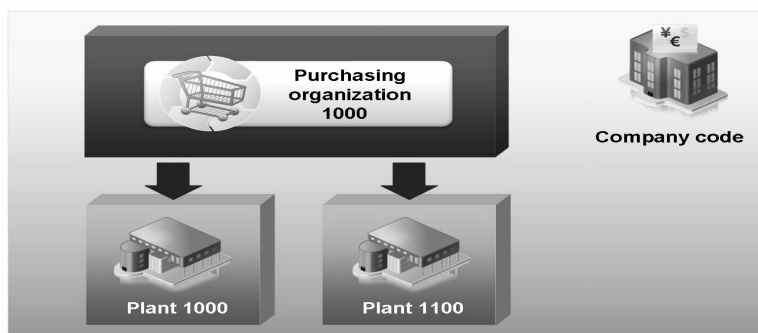 Purchasing
organization
1000
¥ € $
Company code
Plant 1000
Plant 1100